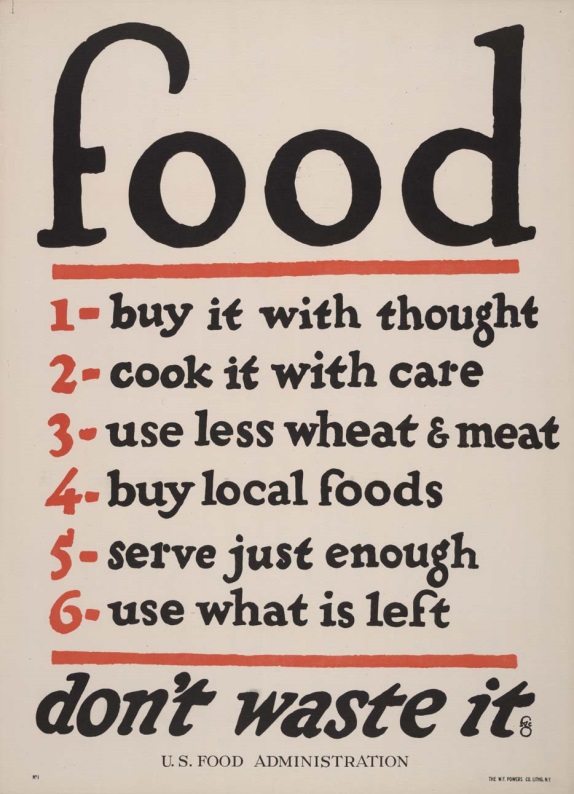 food
1- buy it with thought
2- cook it with care
3- use less wheat & meat
4- buy local foods
5- serve just enough
6- use what is left
don't waste it
U.S. FOOD ADMINISTRATION
Nº1
THE W.F. POWERS CO. LITHO. N.Y.